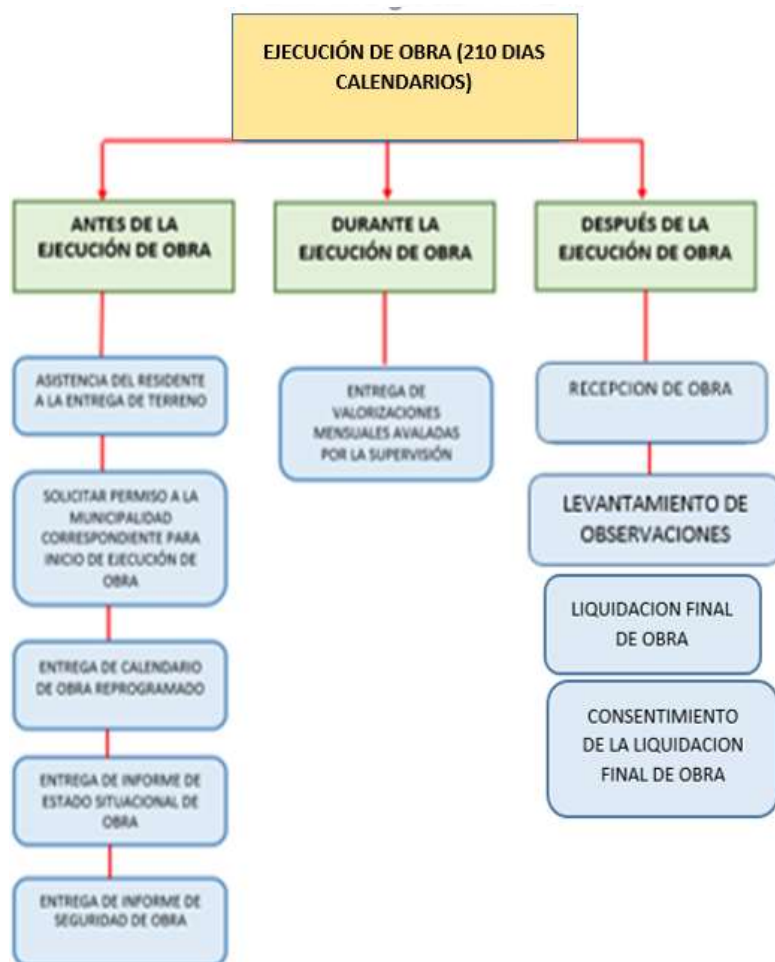 EJECUCIÓN DE OBRA (210 DIAS
CALENDARIOS)
ANTES DE LA
EJECUCIÓN DE OBRA
ASISTENCIA DEL RESIDENTE
A LA ENTREGA DE TERRENO
SOLICITAR PERMISO A LA
MUNICIPALIDAD
CORRESPONDIENTE PARA
INICIO DE EJECUCIÓN DE
OBRA
ENTREGA DE CALENDARIO
DE OBRA REPROGRAMADO
ENTREGA DE INFORME DE
ESTADO SITUACIONAL DE
OBRA
ENTREGA DE INFORME DE
SEGURIDAD DE OBRA
DURANTE LA
EJECUCIÓN DE OBRA
ENTREGA DE
VALORIZACIONES
MENSUALES AVALADAS
POR LA SUPERVISIÓN
DESPUÉS DE LA
EJECUCIÓN DE OBRA
RECEPCION DE OBRA
LEVANTAMIENTO DE
OBSERVACIONES
LIQUIDACION FINAL
DE OBRA
CONSENTIMIENTO
DE LA LIQUIDACION
FINAL DE OBRA